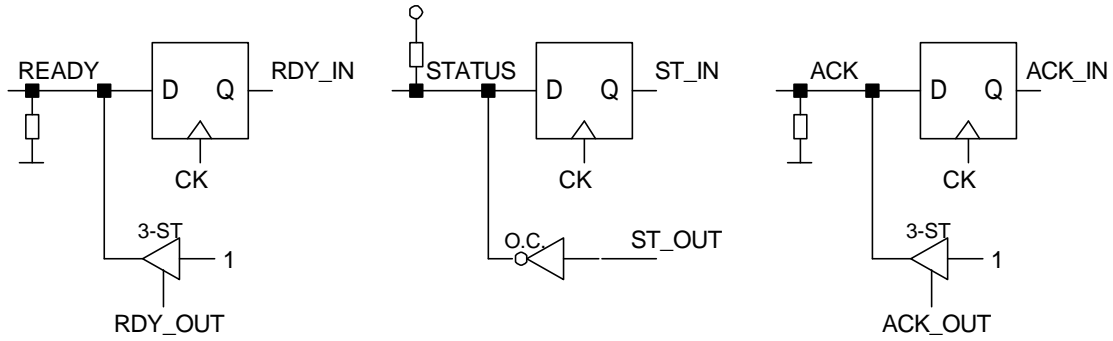 READY
D Q
RDY_IN
CK
3-ST
1
RDY_OUT
STATUS
D Q
ST_IN
CK
O.C.
ST_OUT
ACK
D Q
ACK_IN
CK
3-ST
1
ACK_OUT